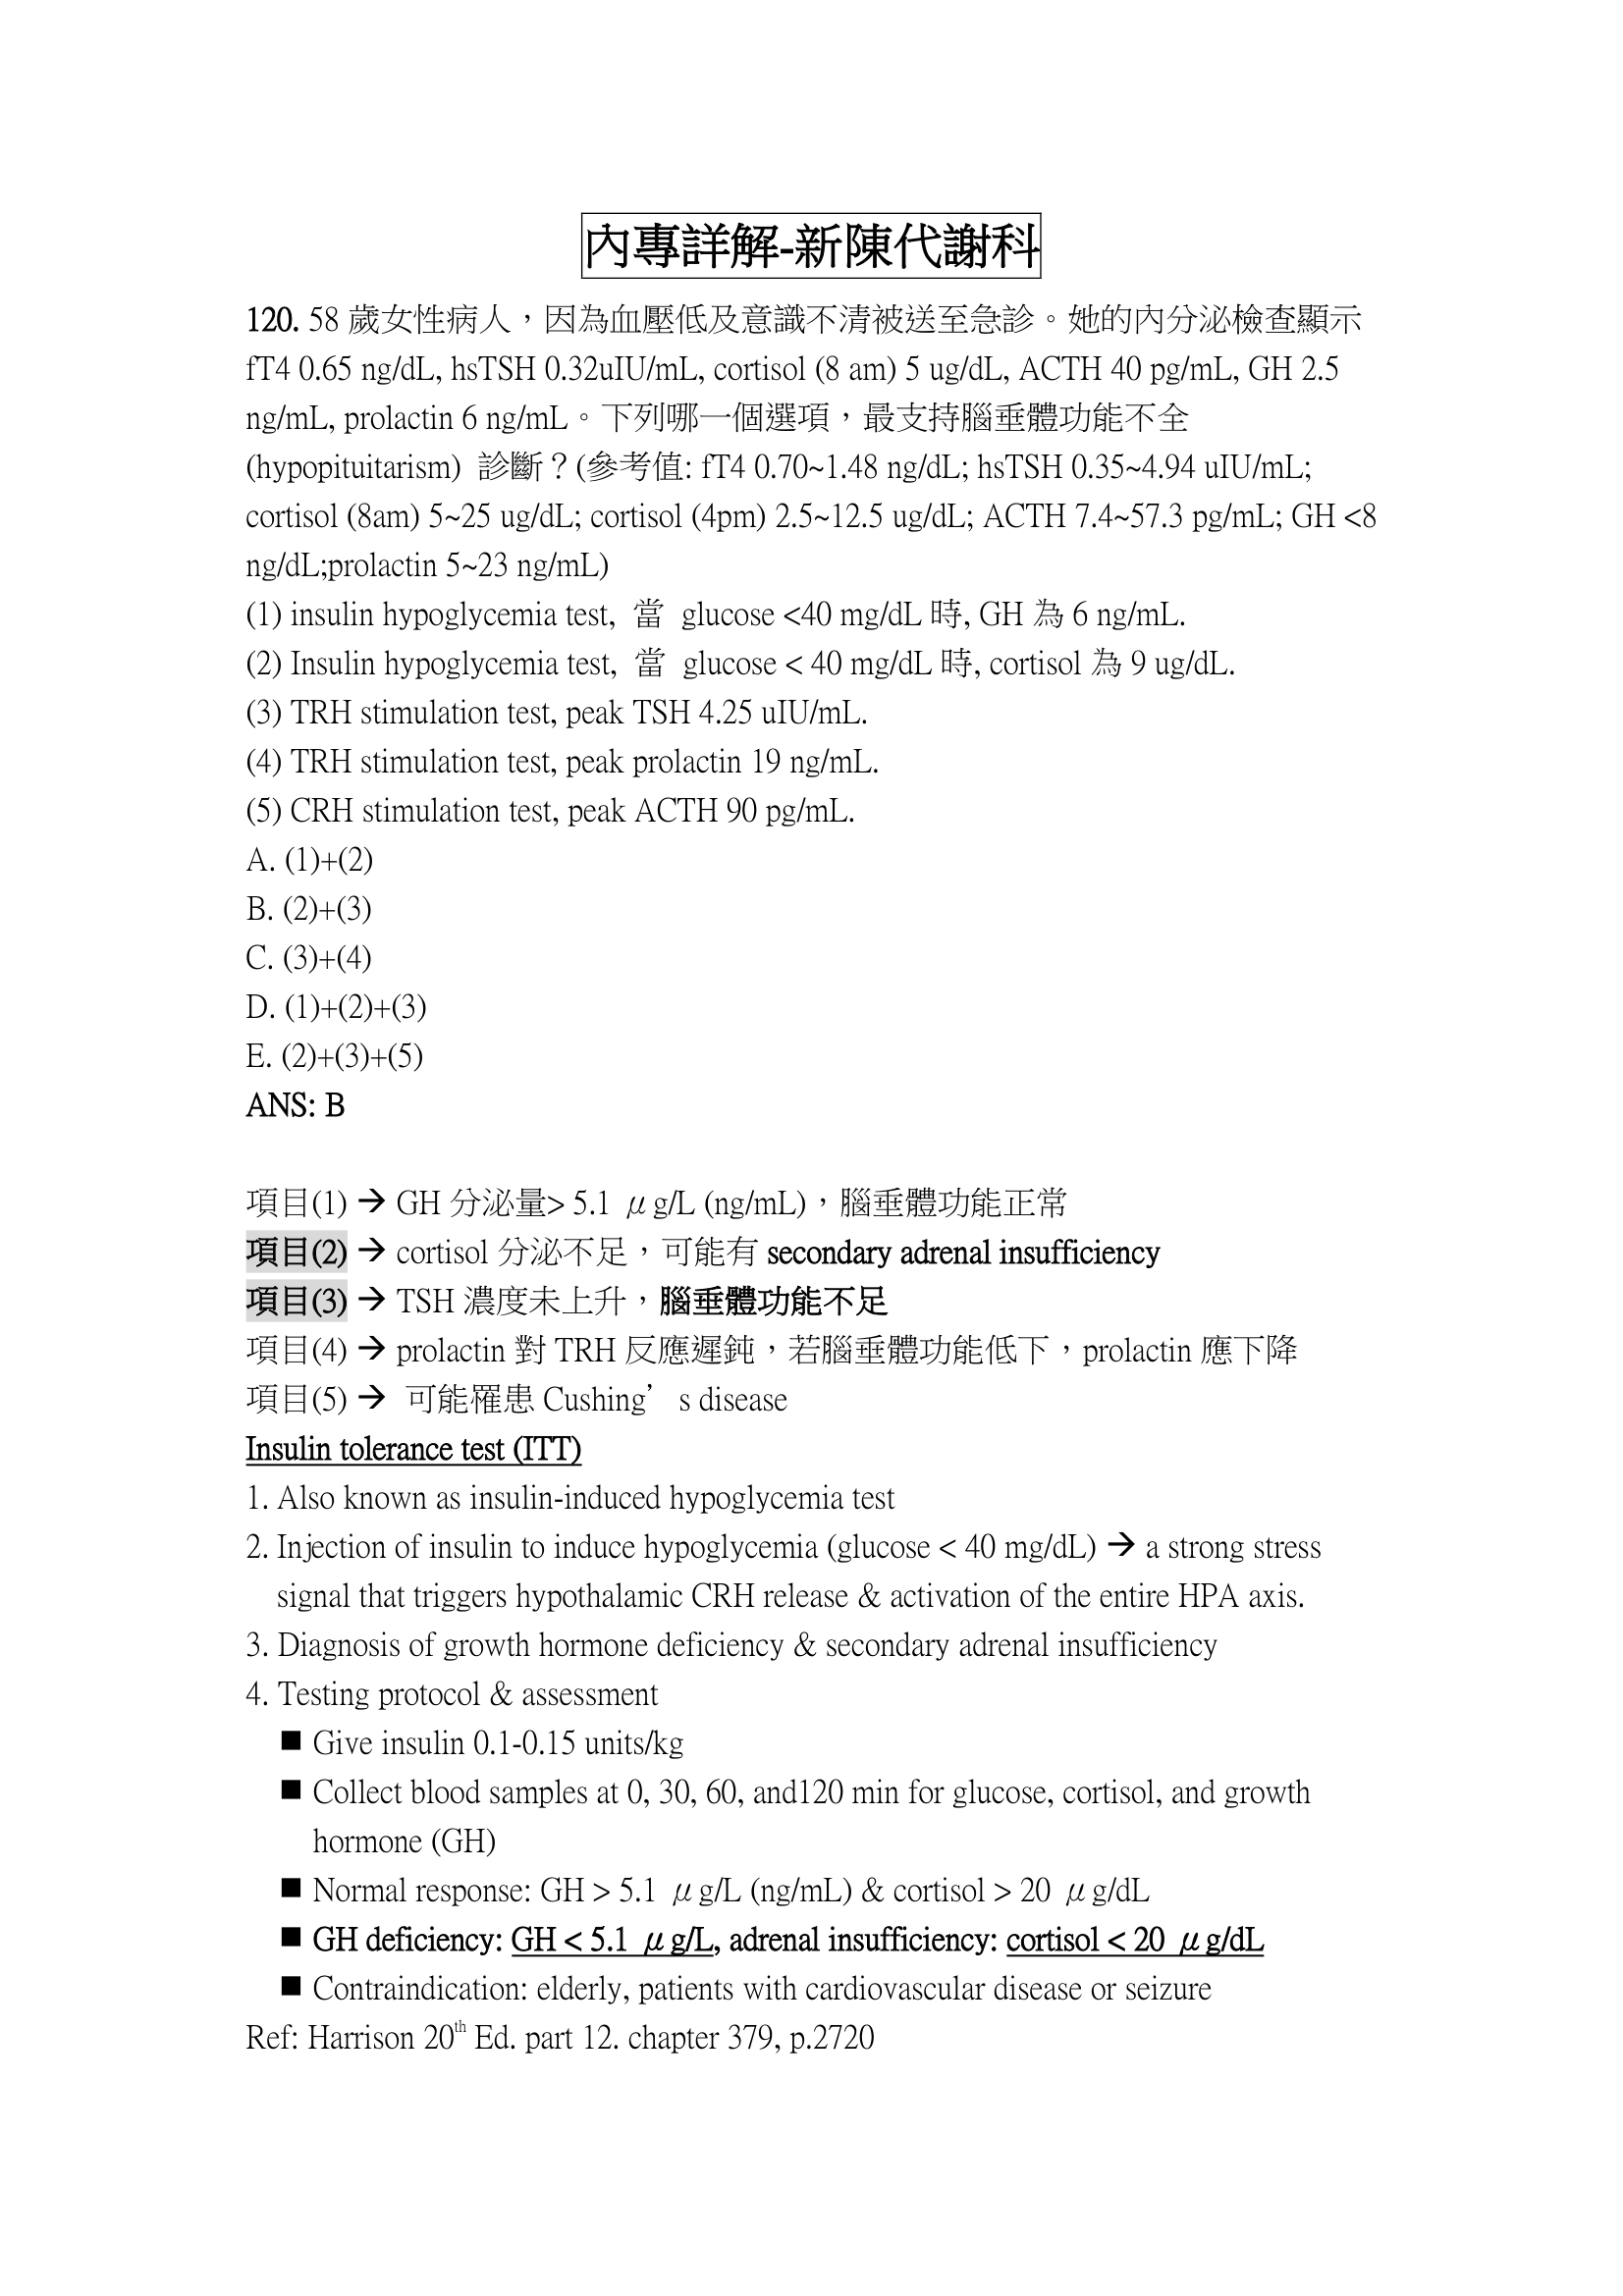 內專詳解-新陳代謝科
120. 58 歲女性病人，因為血壓低及意識不清被送至急診。她的內分泌檢查顯示
fT4 0.65 ng/dL, hsTSH 0.32uIU/mL, cortisol (8 am) 5 ug/dL, ACTH 40 pg/mL, GH 2.5
ng/mL, prolactin 6 ng/mL。下列哪一個選項，最支持腦垂體功能不全
(hypopituitarism) 診斷？(參考值: fT4 0.70~1.48 ng/dL; hsTSH 0.35~4.94 uIU/mL;
cortisol (8am) 5~25 ug/dL; cortisol (4pm) 2.5~12.5 ug/dL; ACTH 7.4~57.3 pg/mL; GH <8
ng/dL;prolactin 5~23 ng/mL)
(1) insulin hypoglycemia test, 當 glucose <40 mg/dL 時, GH 為 6 ng/mL.
(2) Insulin hypoglycemia test, 當 glucose < 40 mg/dL 時, cortisol 為 9 ug/dL.
(3) TRH stimulation test, peak TSH 4.25 uIU/mL.
(4) TRH stimulation test, peak prolactin 19 ng/mL.
(5) CRH stimulation test, peak ACTH 90 pg/mL.
A. (1)+(2)
B. (2)+(3)
C. (3)+(4)
D. (1)+(2)+(3)
E. (2)+(3)+(5)
ANS: B
項目(1) → GH 分泌量> 5.1 μg/L (ng/mL)，腦垂體功能正常
項目(2) → cortisol 分泌不足，可能有 secondary adrenal insufficiency
項目(3) → TSH 濃度未上升，腦垂體功能不足
項目(4) → prolactin 對 TRH 反應遲鈍，若腦垂體功能低下，prolactin 應下降
項目(5) → 可能罹患 Cushing’s disease
Insulin tolerance test (ITT)
1. Also known as insulin-induced hypoglycemia test
2. Injection of insulin to induce hypoglycemia (glucose < 40 mg/dL) → a strong stress
signal that triggers hypothalamic CRH release & activation of the entire HPA axis.
3. Diagnosis of growth hormone deficiency & secondary adrenal insufficiency
4. Testing protocol & assessment
■ Give insulin 0.1-0.15 units/kg
■ Collect blood samples at 0, 30, 60, and120 min for glucose, cortisol, and growth
hormone (GH)
■ Normal response: GH > 5.1 μg/L (ng/mL) & cortisol > 20 μg/dL
■ GH deficiency: GH < 5.1 μg/L, adrenal insufficiency: cortisol < 20 μg/dL
■ Contraindication: elderly, patients with cardiovascular disease or seizure
Ref: Harrison 20th Ed. part 12. chapter 379, p.2720